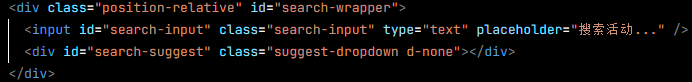 <div class="position-relative" id="search-wrapper">
<input id="search-input" class="search-input" type="text" placeholder="搜索活动..." />
<div id="search-suggest" class="suggest-dropdown d-none"></div>
</div>